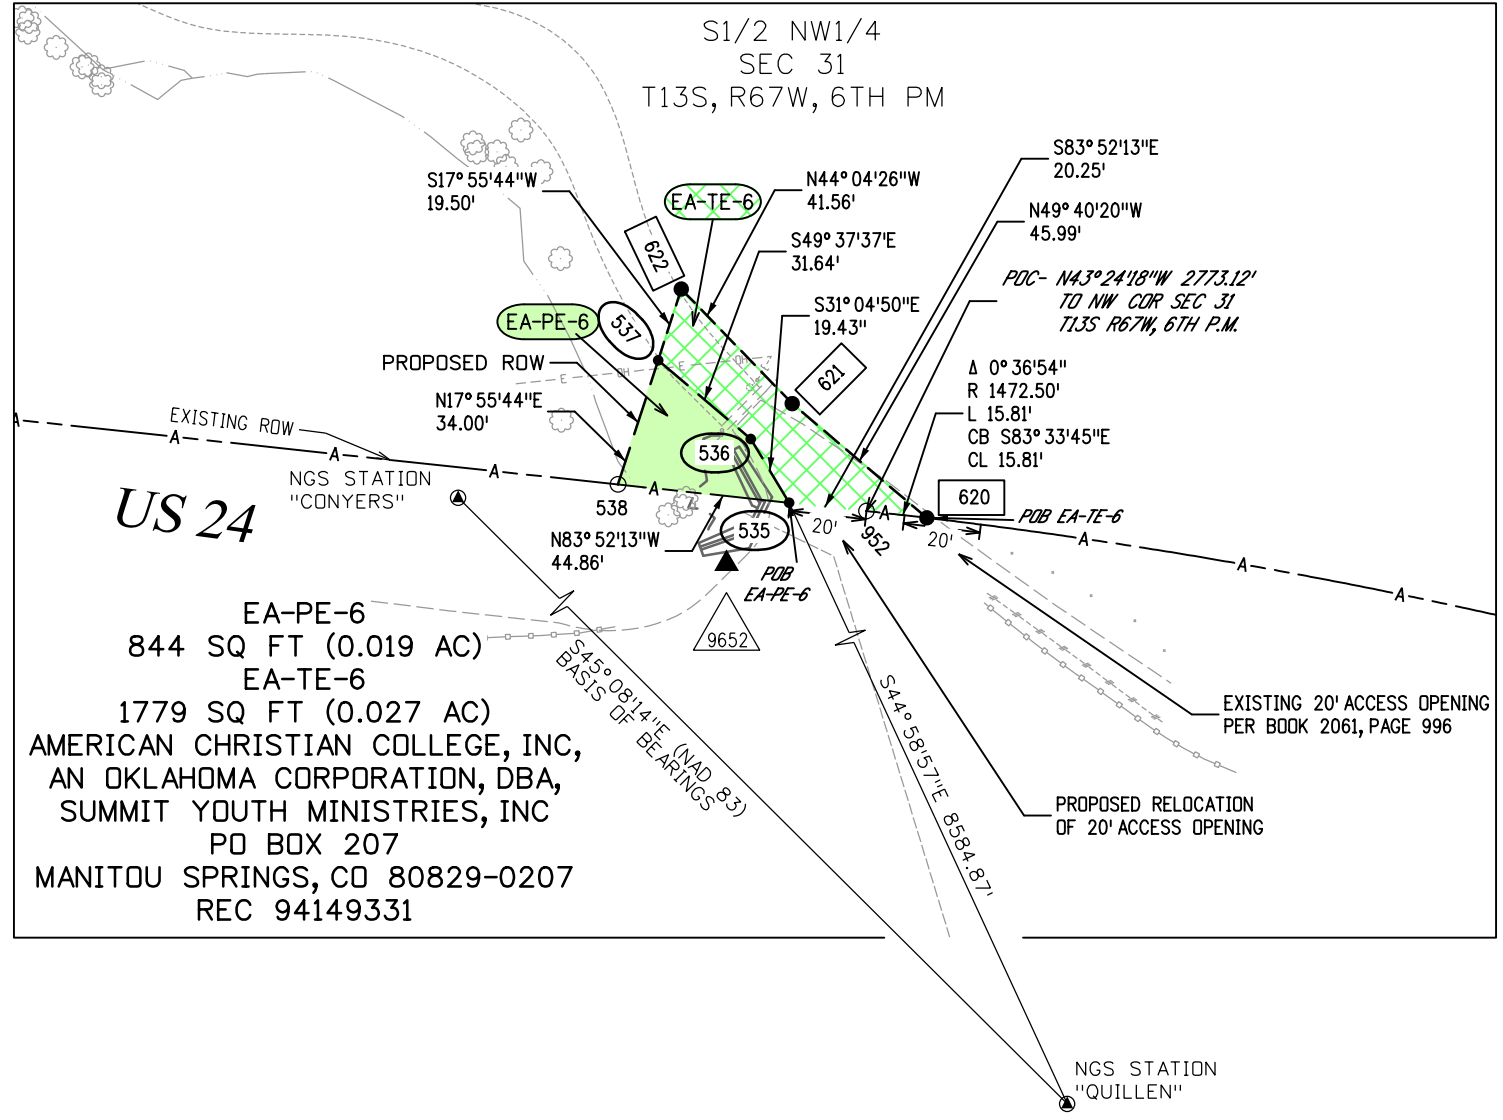 S1/2 NW1/4
SEC 31
T13S, R67W, 6TH PM
S17° 55'44"W
19.50'
EA-TE-6
N44° 04'26"W
41.56'
S83° 52'13"E
20.25'
N49° 40'20"W
45.99'
622
S49° 37'37"E
31.64'
POC- N43°24'18"W 2773.12'
TO NW COR SEC 31
T13S R67W, 6TH P.M.
EA-PE-6
537
S31° 04'50"E
19.43"
PROPOSED ROW
E
OH
E
OH
621
Δ 0° 36'54"
R 1472.50'
L 15.81'
CB S83° 33'45"E
CL 15.81'
N17° 55'44"E
34.00'
A
EXISTING ROW
A
A
A
536
NGS STATION
"CONYERS"
US 24
538
A
620
20'
A
952
20'
POB EA-TE-6
535
N83° 52'13"W
44.86'
A
A
A
POB
EA-PE-6
9652
EA-PE-6
844 SQ FT (0.019 AC)
EA-TE-6
1779 SQ FT (0.027 AC)
AMERICAN CHRISTIAN COLLEGE, INC,
AN OKLAHOMA CORPORATION, DBA,
SUMMIT YOUTH MINISTRIES, INC
PO BOX 207
MANITOU SPRINGS, CO 80829-0207
REC 94149331
S45° 08'14"E (NAD 83)
BASIS OF BEARINGS
S44° 58'57"E 8584.87'
EXISTING 20' ACCESS OPENING
PER BOOK 2061, PAGE 996
PROPOSED RELOCATION
OF 20' ACCESS OPENING
NGS STATION
"QUILLEN"